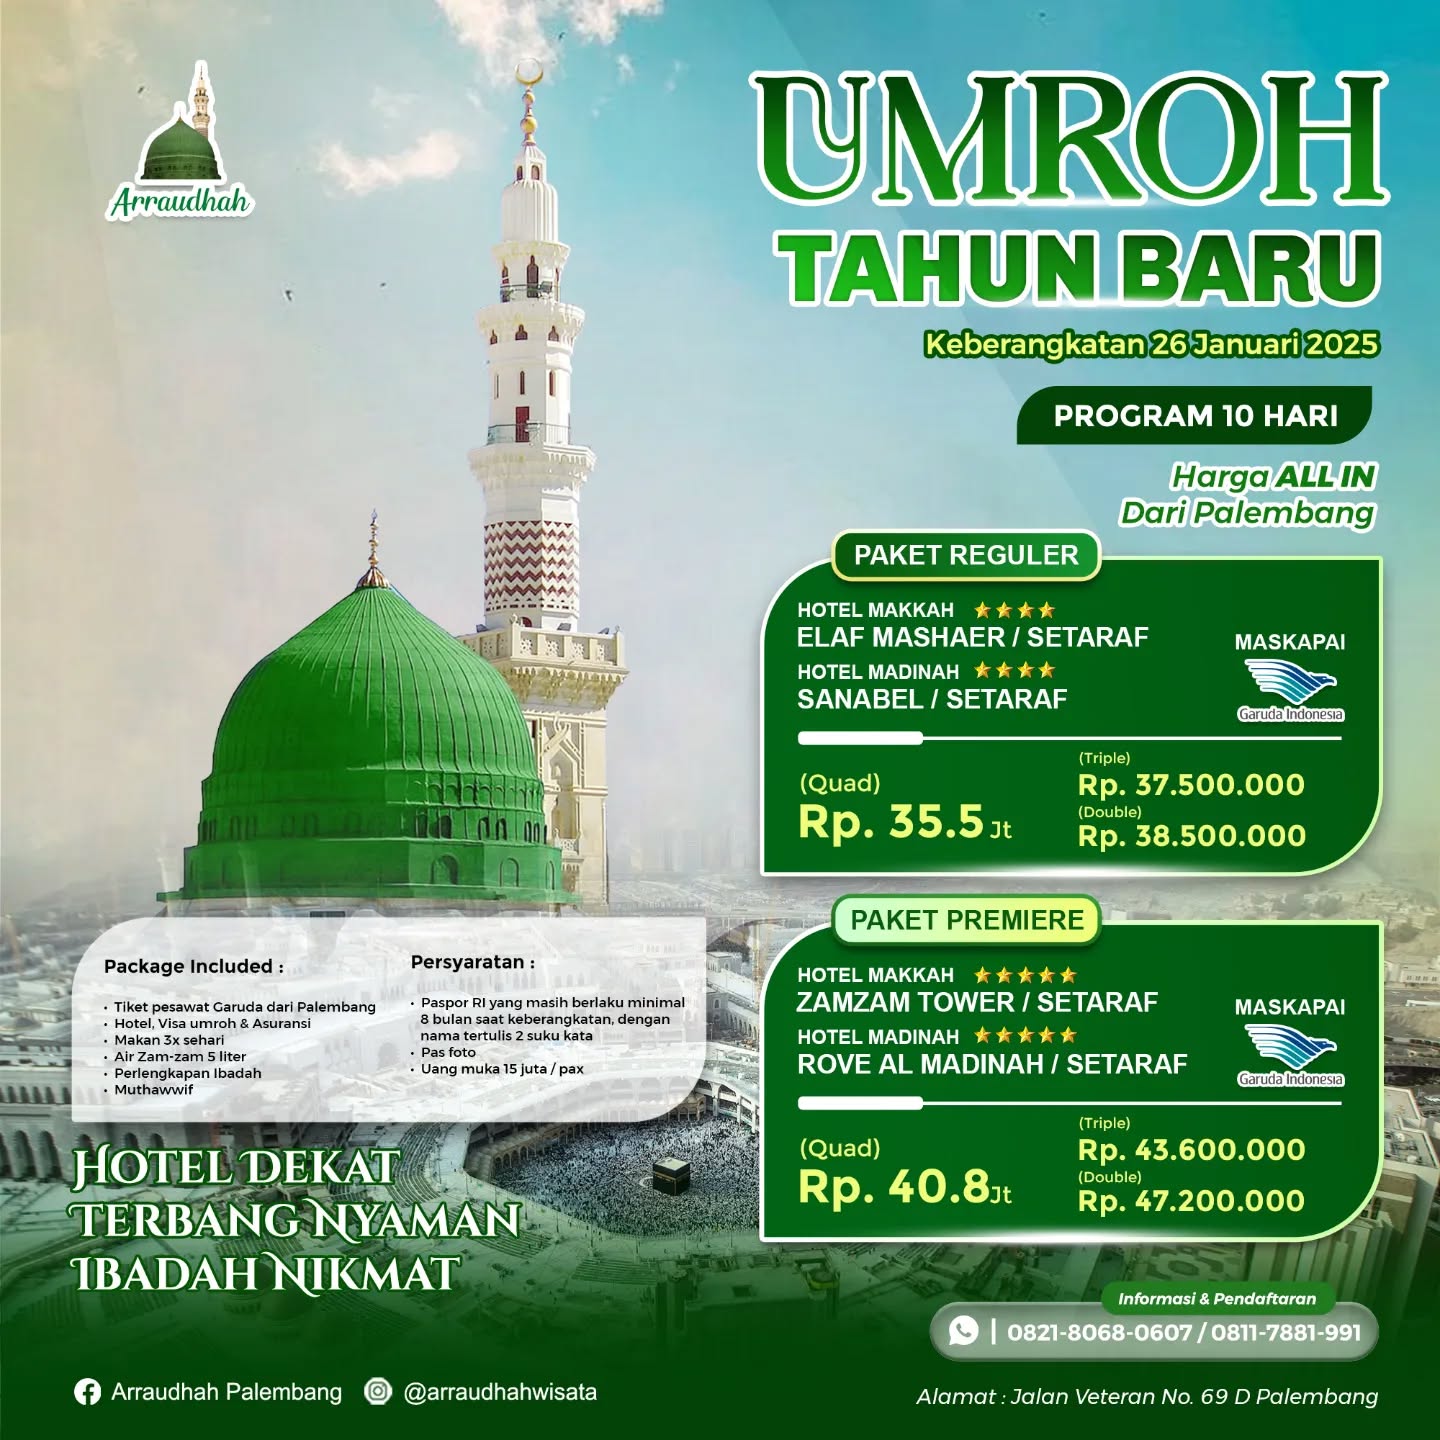 Arraudhah
UMROH
TAHUN BARU
Keberangkatan 26 Januari 2025
PROGRAM 10 HARI
Harga ALL IN
Dari Palembang
PAKET REGULER
HOTEL MAKKAH
ELAF MASHAER / SETARAF
HOTEL MADINAH
SANABEL / SETARAF
MASKAPAI
Garuda Indonesia
(Quad)
Rp. 35.5 Jt
(Triple)
Rp. 37.500.000
(Double)
Rp. 38.500.000
PAKET PREMIERE
HOTEL MAKKAH
ZAMZAM TOWER / SETARAF
HOTEL MADINAH
ROVE AL MADINAH / SETARAF
MASKAPAI
Garuda Indonesia
(Quad)
Rp. 40.8 Jt
(Triple)
Rp. 43.600.000
(Double)
Rp. 47.200.000
Package Included :
• Tiket pesawat Garuda dari Palembang
• Hotel, Visa umroh & Asuransi
• Makan 3x sehari
• Air Zam-zam 5 liter
• Perlengkapan Ibadah
• Muthawwif
Persyaratan :
• Paspor RI yang masih berlaku minimal
8 bulan saat keberangkatan, dengan
nama tertulis 2 suku kata
• Pas foto
• Uang muka 15 juta / pax
HOTEL DEKAT
TERBANG NYAMAN
IBADAH NIKMAT
Informasi & Pendaftaran
| 0821-8068-0607 / 0811-7881-991
Arraudhah Palembang
@arraudhahwisata
Alamat : Jalan Veteran No. 69 D Palembang